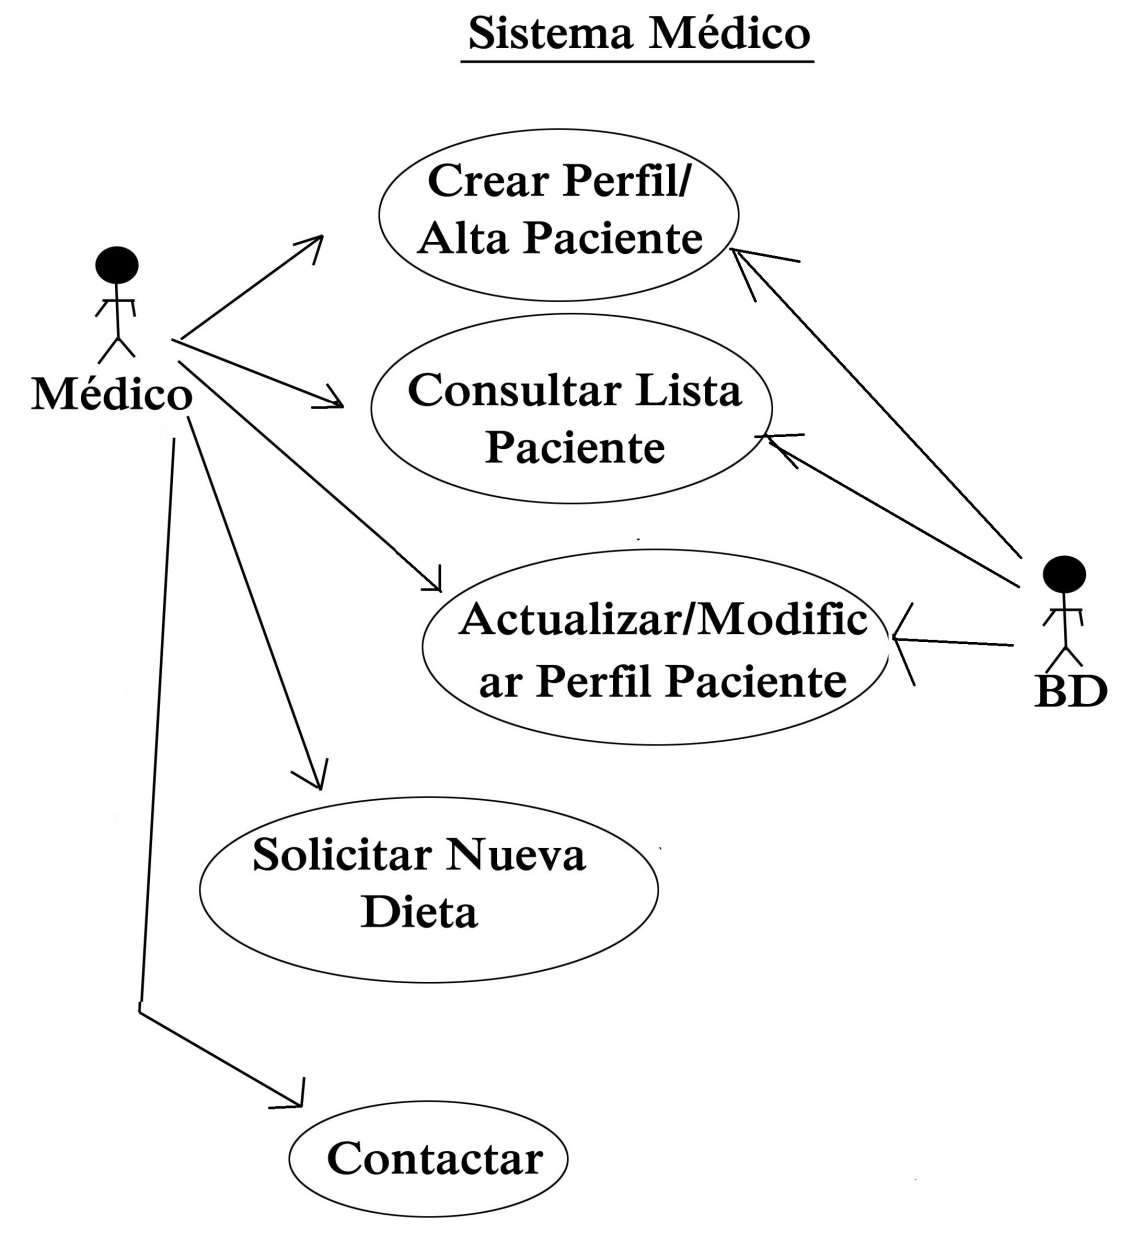 Sistema Médico
Crear Perfil/
Alta Paciente
Médico
Consultar Lista
Paciente
Actualizar/Modific
ar Perfil Paciente
BD
Solicitar Nueva
Dieta
Contactar